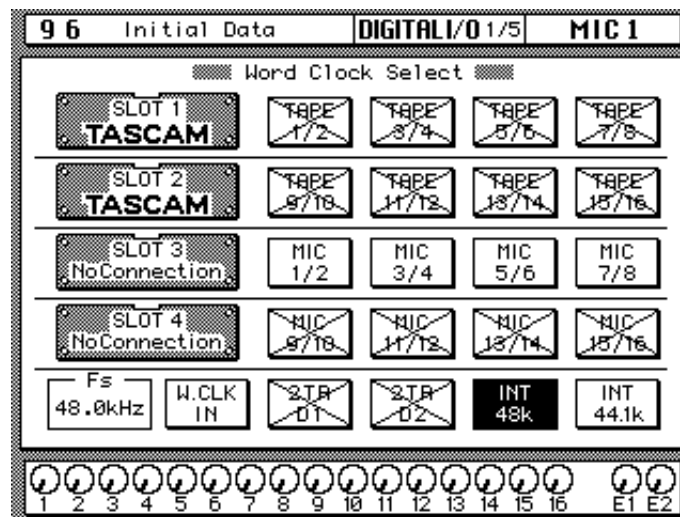 96 Initial Data DIGITAL I/O 1/5 MIC 1
Word Clock Select
SLOT 1 TASCAM TAPE 1/2 TAPE 3/4 TAPE 5/6 TAPE 7/8
SLOT 2 TASCAM TAPE 9/10 TAPE 11/12 TAPE 13/14 TAPE 15/16
SLOT 3 NoConnection MIC 1/2 MIC 3/4 MIC 5/6 MIC 7/8
SLOT 4 NoConnection MIC 9/10 MIC 11/12 MIC 13/14 MIC 15/16
Fs 48.0kHz W.CLK IN 2TR D1 2TR D2 INT 48k INT 44.1k
1 2 3 4 5 6 7 8 9 10 11 12 13 14 15 16 E1 E2